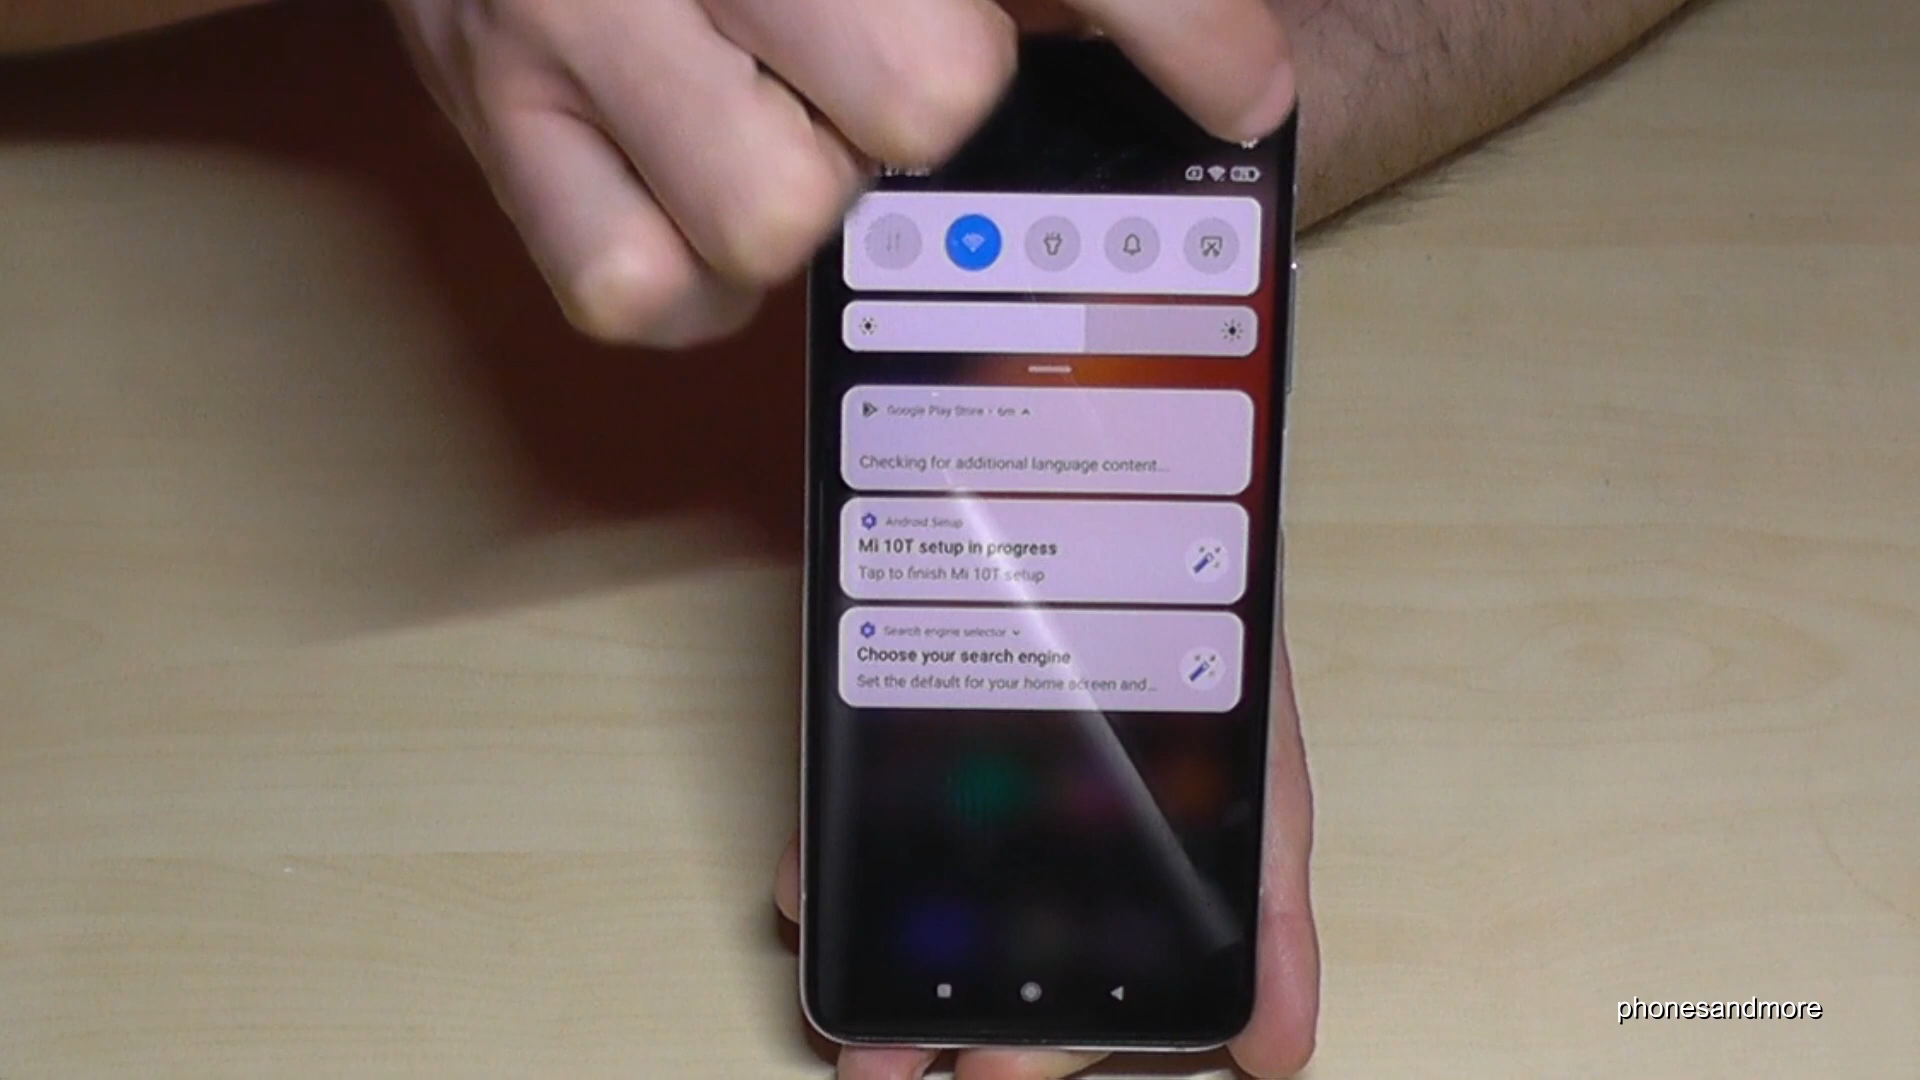 Google Play Store • 6m
Checking for additional language content...
Android Setup
Mi 10T setup in progress
Tap to finish Mi 10T setup
Search engine selector
Choose your search engine
Set the default for your home screen and...
phonesandmore